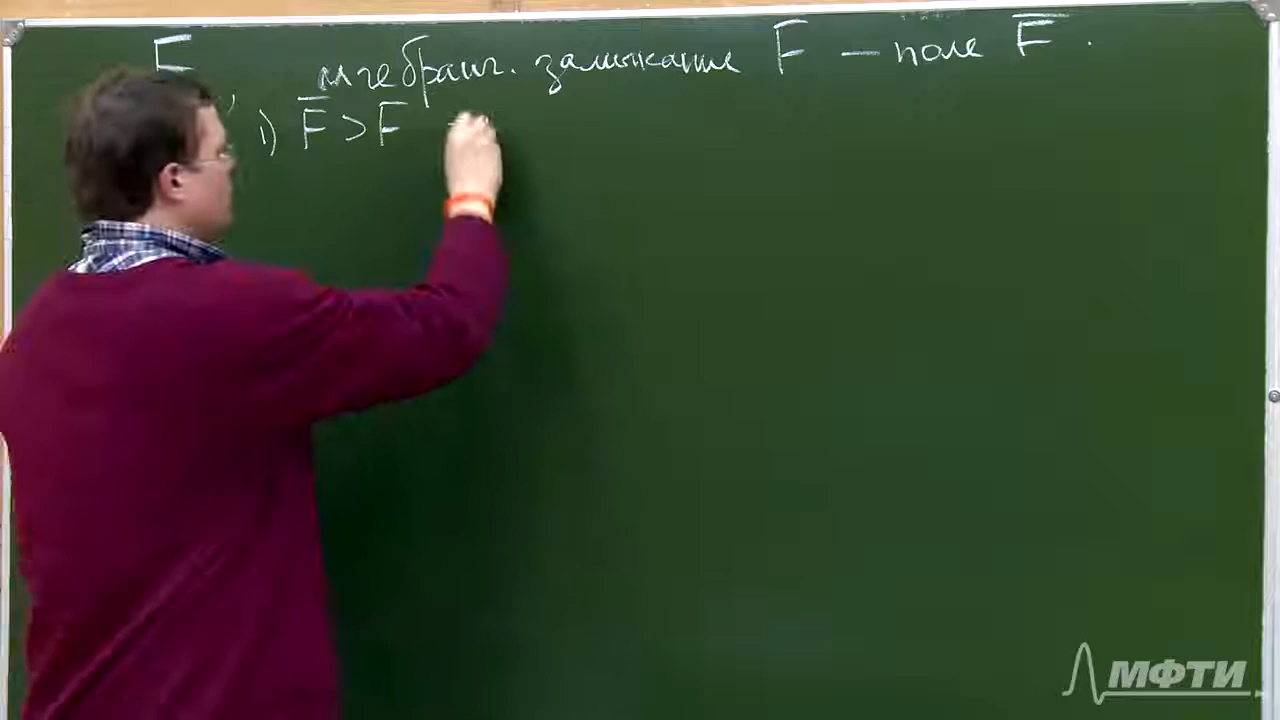 F алгебраич. замыкание F — поле F̅ .
1) F̅ > F
МФТИ